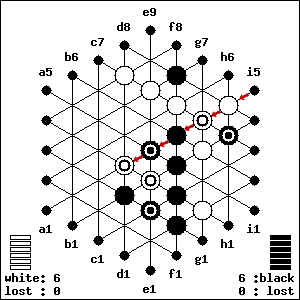 e9
d8 f8
c7 g7
b6 h6
a5 i5
a1 i1
b1 h1
c1 g1
d1 f1
e1
white: 6 6 :black
lost : 0 0 : lost